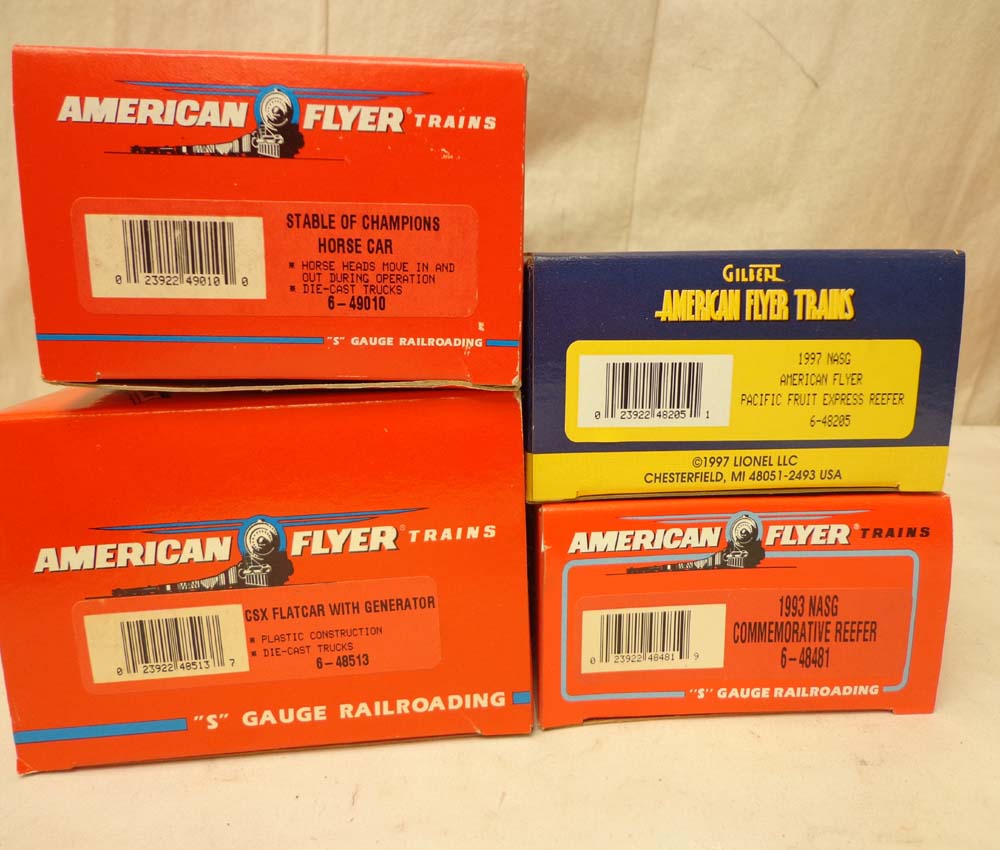 AMERICAN FLYER® TRAINS
STABLE OF CHAMPIONS
HORSE CAR
* HORSE HEADS MOVE IN AND
OUT DURING OPERATION
* DIE-CAST TRUCKS
6-49010
0 23922 49010 0
"S" GAUGE RAILROADING
GILBERT
AMERICAN FLYER TRAINS
1997 NASG
AMERICAN FLYER
PACIFIC FRUIT EXPRESS REEFER
6-48205
0 23922 48205 1
©1997 LIONEL LLC
CHESTERFIELD, MI 48051-2493 USA
AMERICAN FLYER® TRAINS
CSX FLATCAR WITH GENERATOR
* PLASTIC CONSTRUCTION
* DIE-CAST TRUCKS
6-48513
0 23922 48513 7
"S" GAUGE RAILROADING
AMERICAN FLYER® TRAINS
1993 NASG
COMMEMORATIVE REEFER
6-48481
0 23922 48481 9
"S" GAUGE RAILROADING